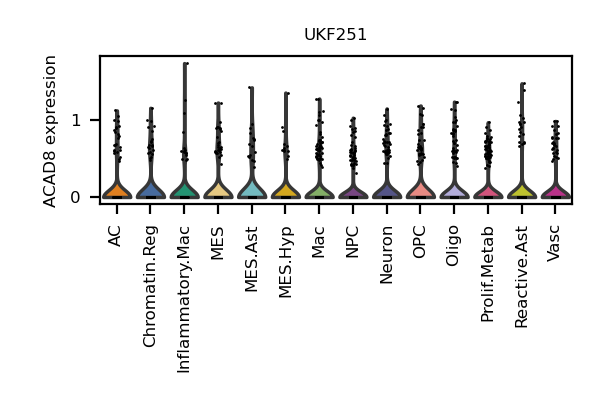 UKF251
ACAD8 expression
1
0
AC
Chromatin.Reg
Inflammatory.Mac
MES
MES.Ast
MES.Hyp
Mac
NPC
Neuron
OPC
Oligo
Prolif.Metab
Reactive.Ast
Vasc